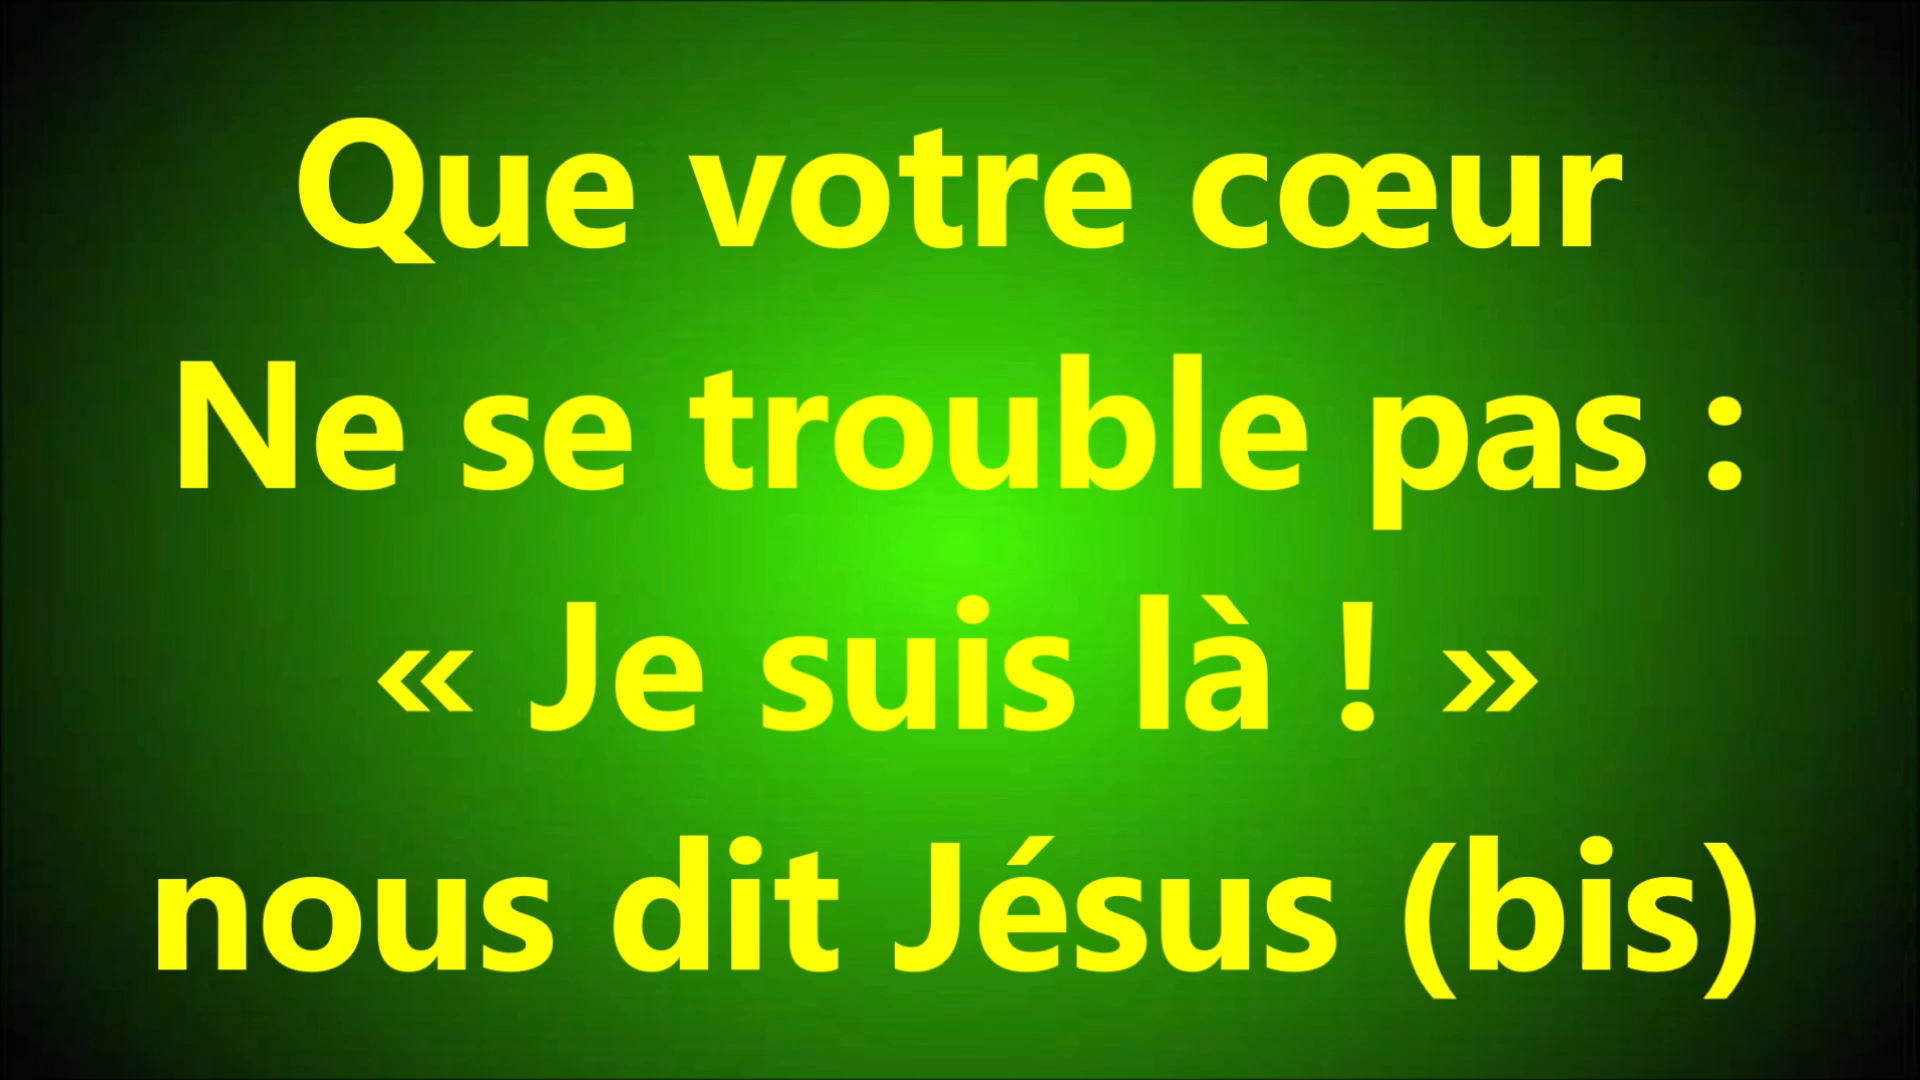 Que votre cœur
Ne se trouble pas :
« Je suis là ! »
nous dit Jésus (bis)